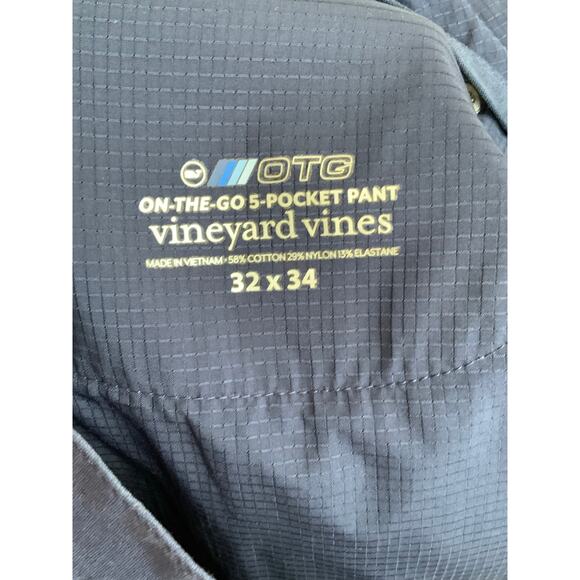 OTG
ON-THE-GO 5-POCKET PANT
vineyard vines
MADE IN VIETNAM • 58% COTTON 29% NYLON 13% ELASTANE
32 x 34